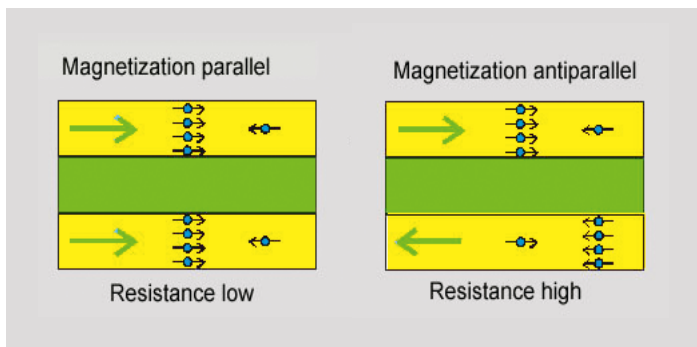 Magnetization parallel
Magnetization antiparallel
Resistance low
Resistance high